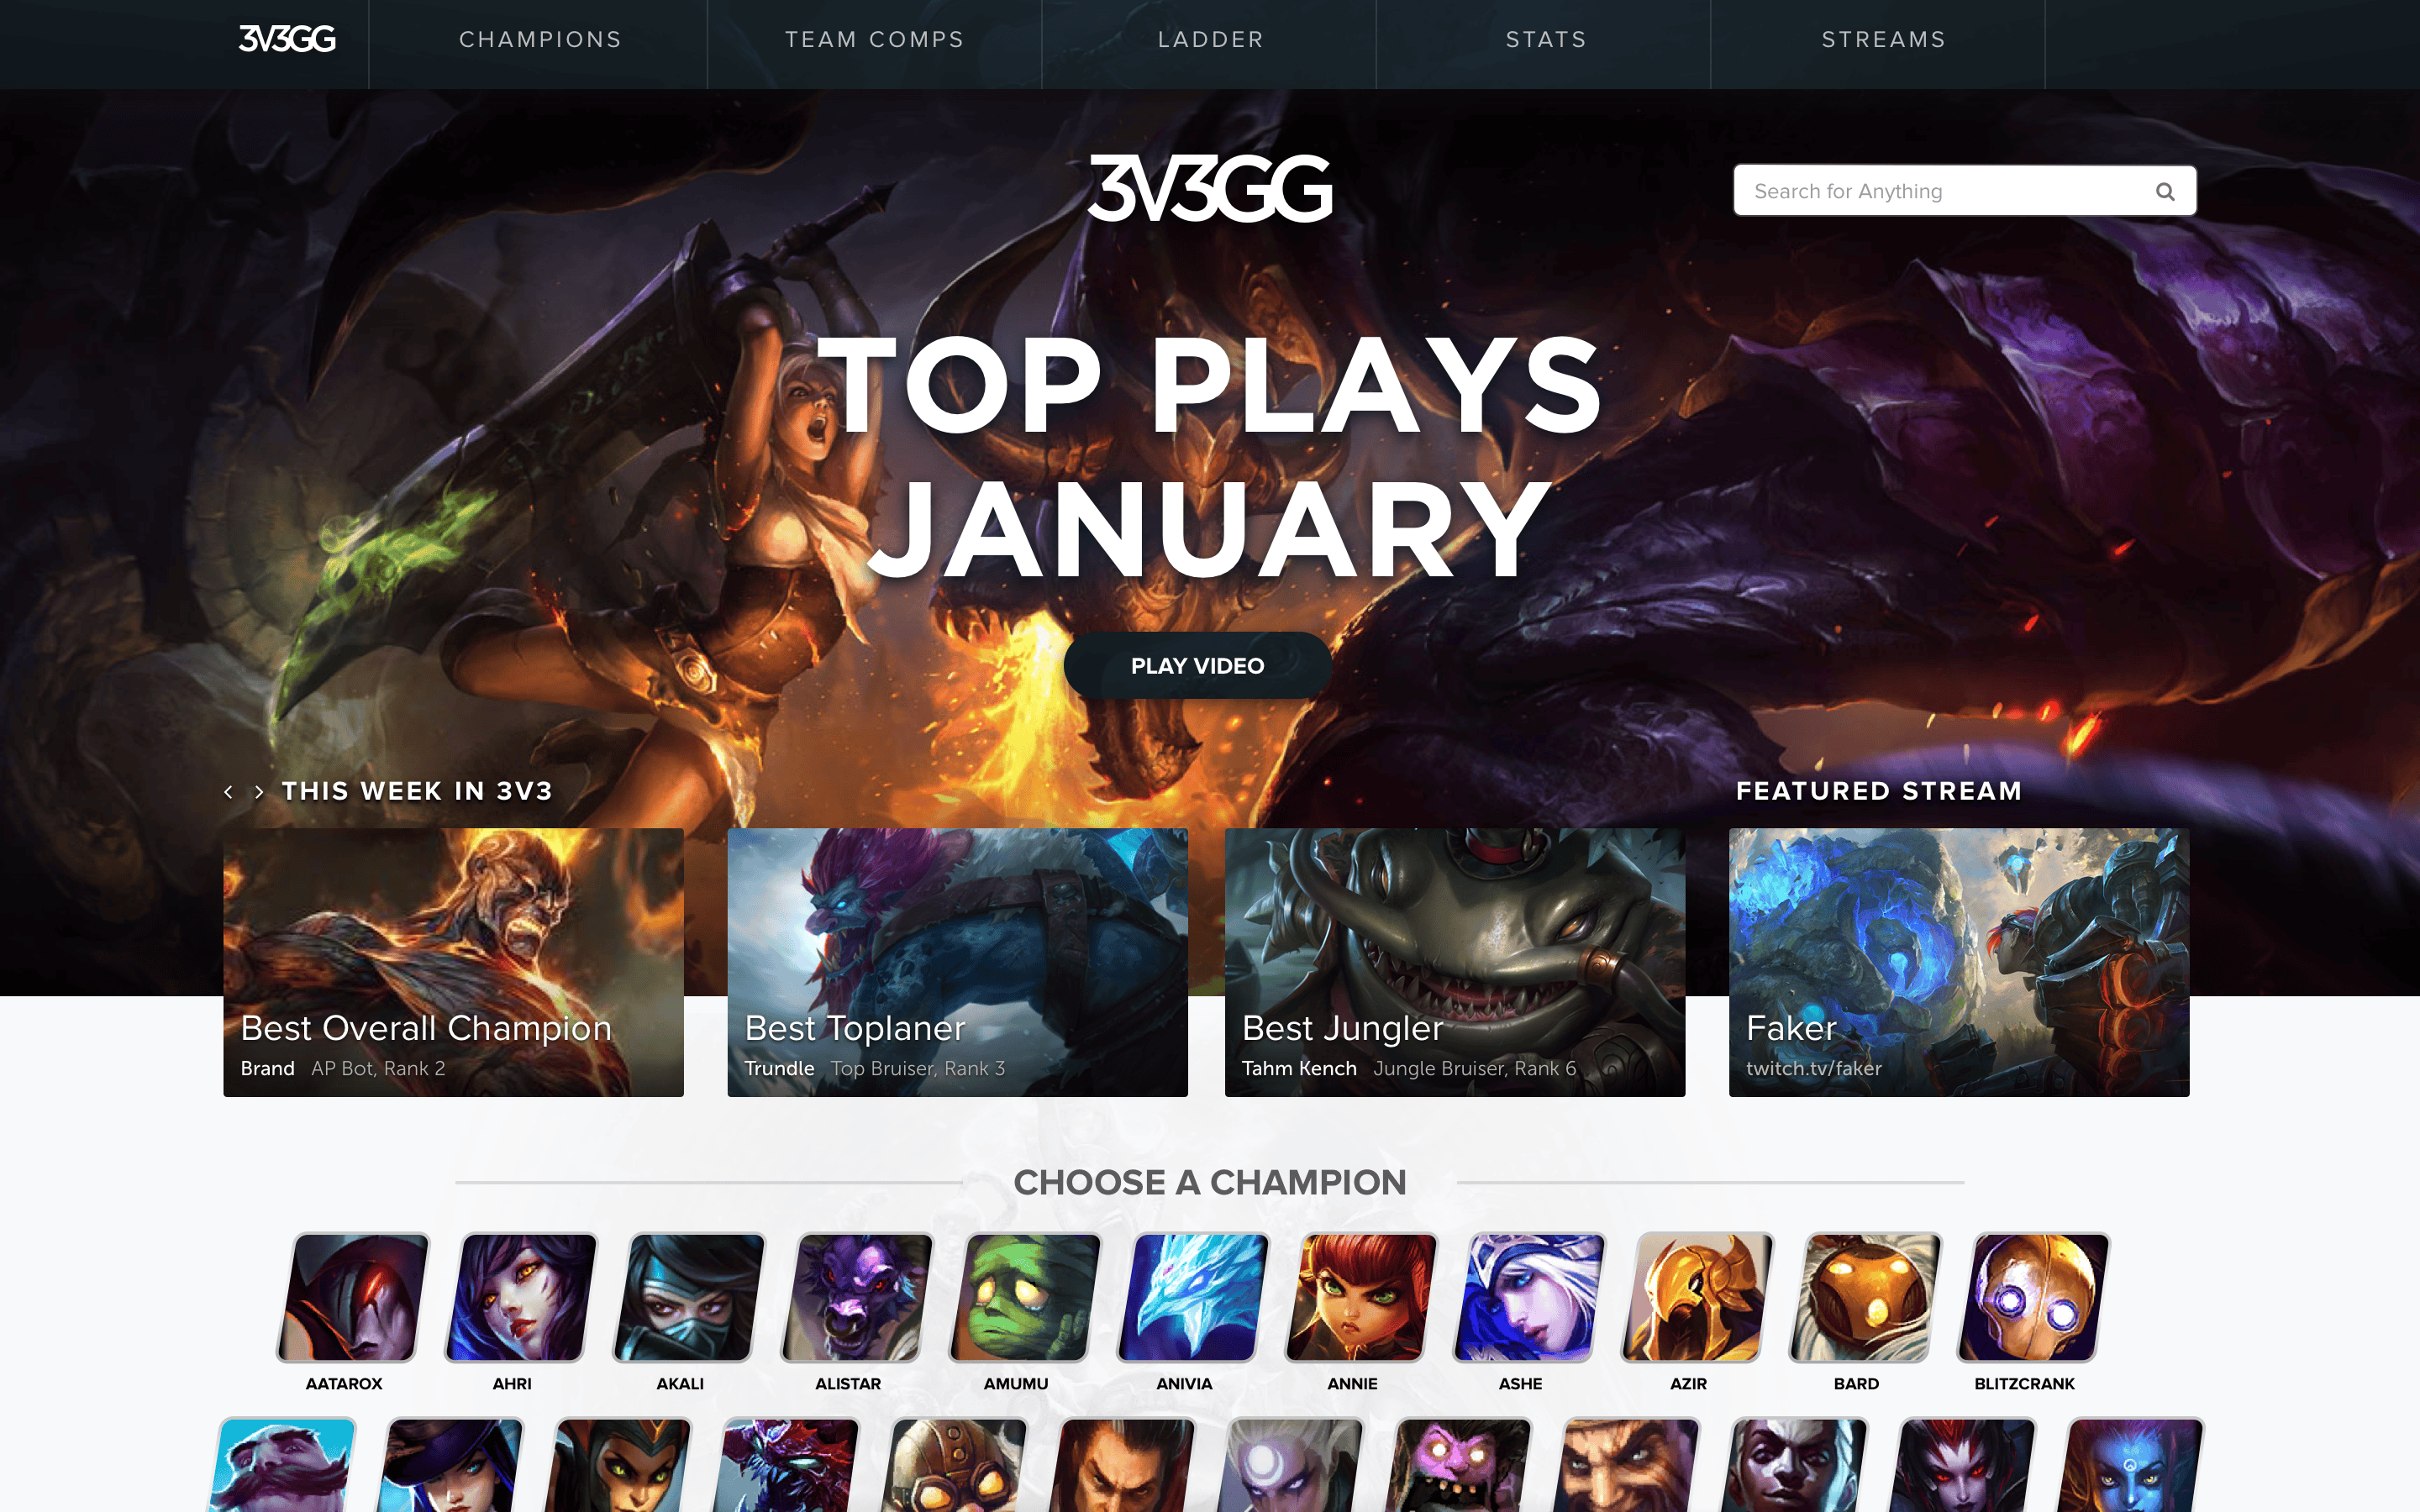 3V3GG
CHAMPIONS
TEAM COMPS
LADDER
STATS
STREAMS
3V3GG
Search for Anything
TOP PLAYS
JANUARY
PLAY VIDEO
THIS WEEK IN 3V3
FEATURED STREAM
Best Overall Champion
Brand AP Bot, Rank 2
Best Toplaner
Trundle Top Bruiser, Rank 3
Best Jungler
Tahm Kench Jungle Bruiser, Rank 6
Faker
twitch.tv/faker
CHOOSE A CHAMPION
AATAROX
AHRI
AKALI
ALISTAR
AMUMU
ANIVIA
ANNIE
ASHE
AZIR
BARD
BLITZCRANK